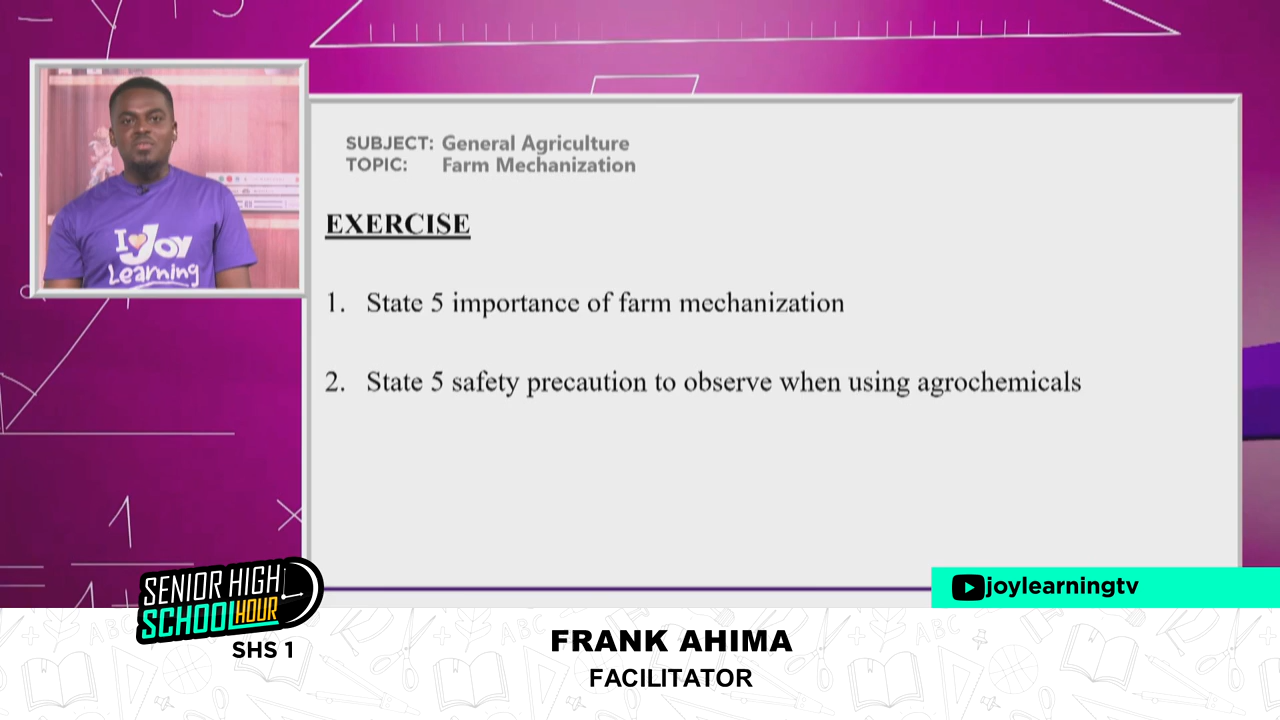 I Joy
Learning
SUBJECT: General Agriculture
TOPIC: Farm Mechanization
EXERCISE
1. State 5 importance of farm mechanization
2. State 5 safety precaution to observe when using agrochemicals
SENIOR HIGH
SCHOOL HOUR
SHS 1
joylearningtv
FRANK AHIMA
FACILITATOR